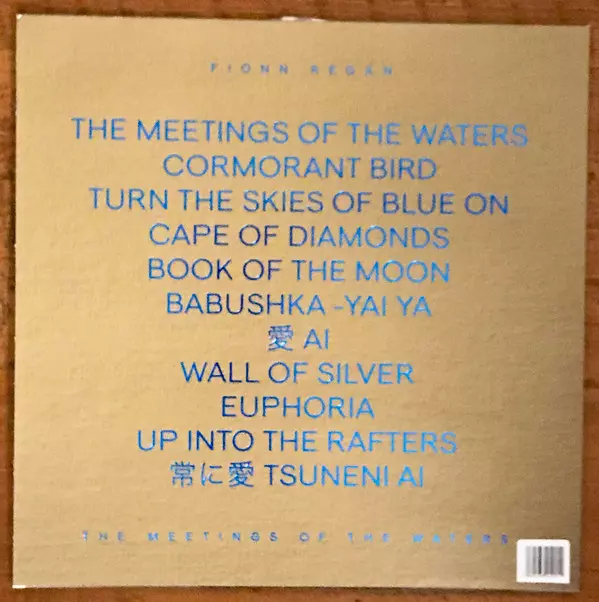 FIONN REGAN
THE MEETINGS OF THE WATERS
CORMORANT BIRD
TURN THE SKIES OF BLUE ON
CAPE OF DIAMONDS
BOOK OF THE MOON
BABUSHKA -YAI YA
愛 AI
WALL OF SILVER
EUPHORIA
UP INTO THE RAFTERS
常に愛 TSUNENI AI
THE MEETINGS OF THE WATERS